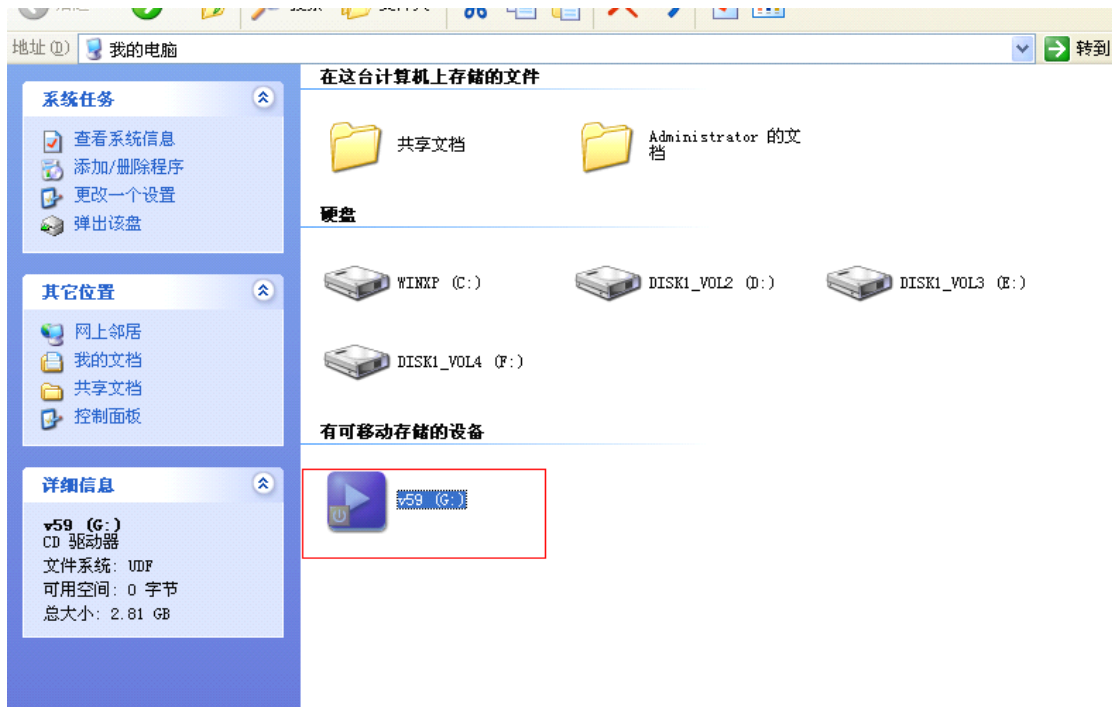 地址(D) 我的电脑 转到
系统任务
查看系统信息
添加/删除程序
更改一个设置
弹出该盘
其它位置
网上邻居
我的文档
共享文档
控制面板
详细信息
v59 (G:)
CD 驱动器
文件系统: UDF
可用空间: 0 字节
总大小: 2.81 GB
在这台计算机上存储的文件
共享文档
Administrator 的文
档
硬盘
WINXP (C:)
DISK1_VOL2 (D:)
DISK1_VOL3 (E:)
DISK1_VOL4 (F:)
有可移动存储的设备
v59 (G:)